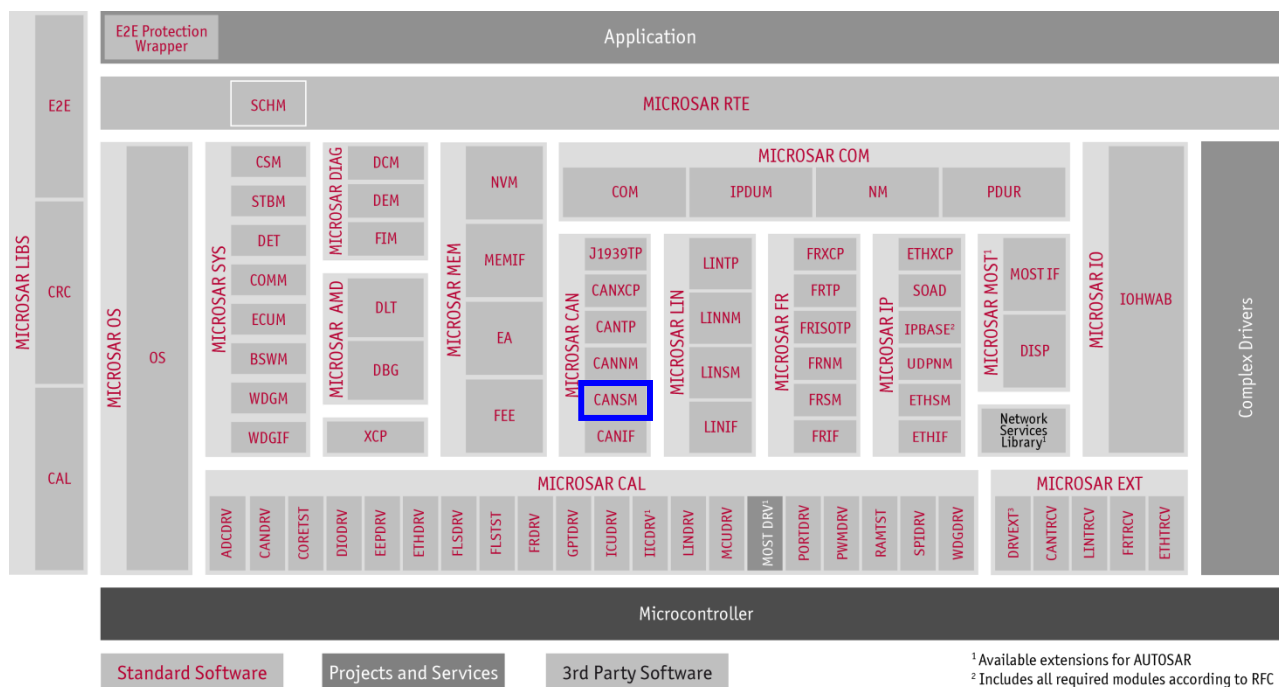 E2E Protection
Wrapper
Application
E2E
SCHM
MICROSAR RTE
MICROSAR LIBS
CRC
CAL
MICROSAR OS
OS
MICROSAR SYS
CSM
STBM
DET
COMM
ECUM
BSWM
WDGM
WDGIF
MICROSAR DIAG
DCM
DEM
FIM
MICROSAR AMD
DLT
DBG
XCP
MICROSAR MEM
NVM
MEMIF
EA
FEE
MICROSAR COM
COM
IPDUM
NM
PDUR
MICROSAR CAN
J1939TP
CANXCP
CANTP
CANNM
CANSM
CANIF
MICROSAR LIN
LINTP
LINNM
LINSM
LINIF
MICROSAR FR
FRXCP
FRTP
FRISOTP
FRNM
FRSM
FRIF
MICROSAR IP
ETHXCP
SOAD
IPBASE²
UDPNM
ETHSM
ETHIF
MICROSAR MOST¹
MOST IF
DISP
Network
Services
Library¹
MICROSAR IO
IOHWAB
Complex Drivers
MICROSAR CAL
ADCDRV
CANDRV
CORETST
DIODRV
EEPDRV
ETHDRV
FLSDRV
FLSTST
FRDRV
GPTDRV
ICUDRV
IICDRV¹
LINDRV
MCUDRV
MOST DRV¹
PORTDRV
PWMDRV
RAMTST
SPIDRV
WDGDRV
MICROSAR EXT
DRVEXT³
CANTRCV
LINTRCV
FRTRCV
ETHTRCV
Microcontroller
Standard Software
Projects and Services
3rd Party Software
¹ Available extensions for AUTOSAR
² Includes all required modules according to RFC